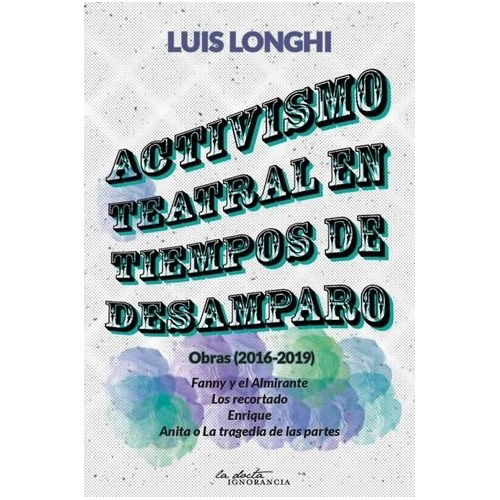 LUIS LONGHI
ACTIVISMO
TEATRAL EN
TIEMPOS DE
DESAMPARO
Obras (2016-2019)
Fanny y el Almirante
Los recortado
Enrique
Anita o La tragedia de las partes
la docta
IGNORANCIA